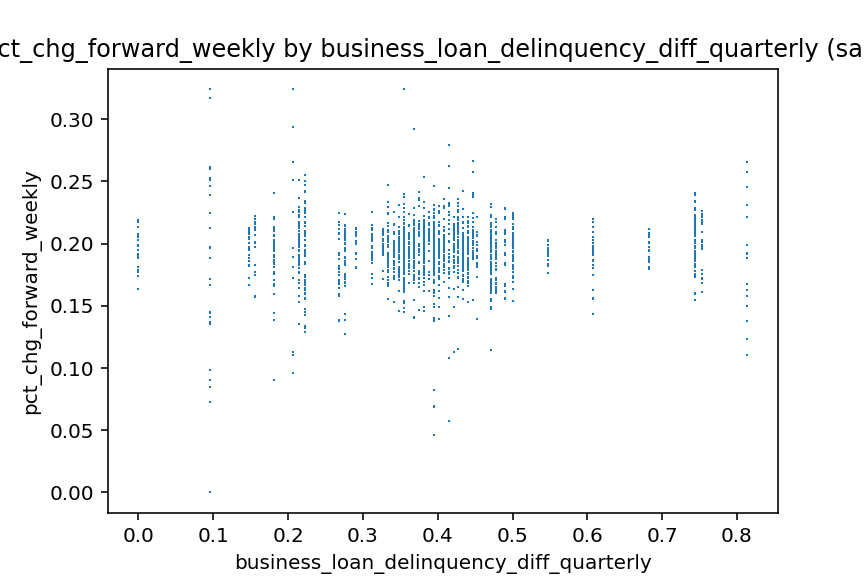 ct_chg_forward_weekly by business_loan_delinquency_diff_quarterly (sa
0.30
0.25
0.20
0.15
0.10
0.05
0.00
pct_chg_forward_weekly
0.0 0.1 0.2 0.3 0.4 0.5 0.6 0.7 0.8
business_loan_delinquency_diff_quarterly